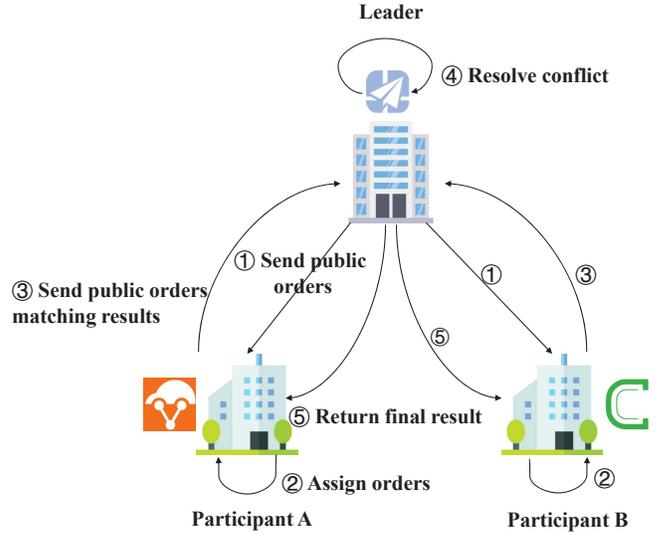 Leader
④ Resolve conflict
① Send public
orders
①
③ Send public orders
matching results
③
⑤
⑤ Return final result
② Assign orders
②
Participant A
Participant B